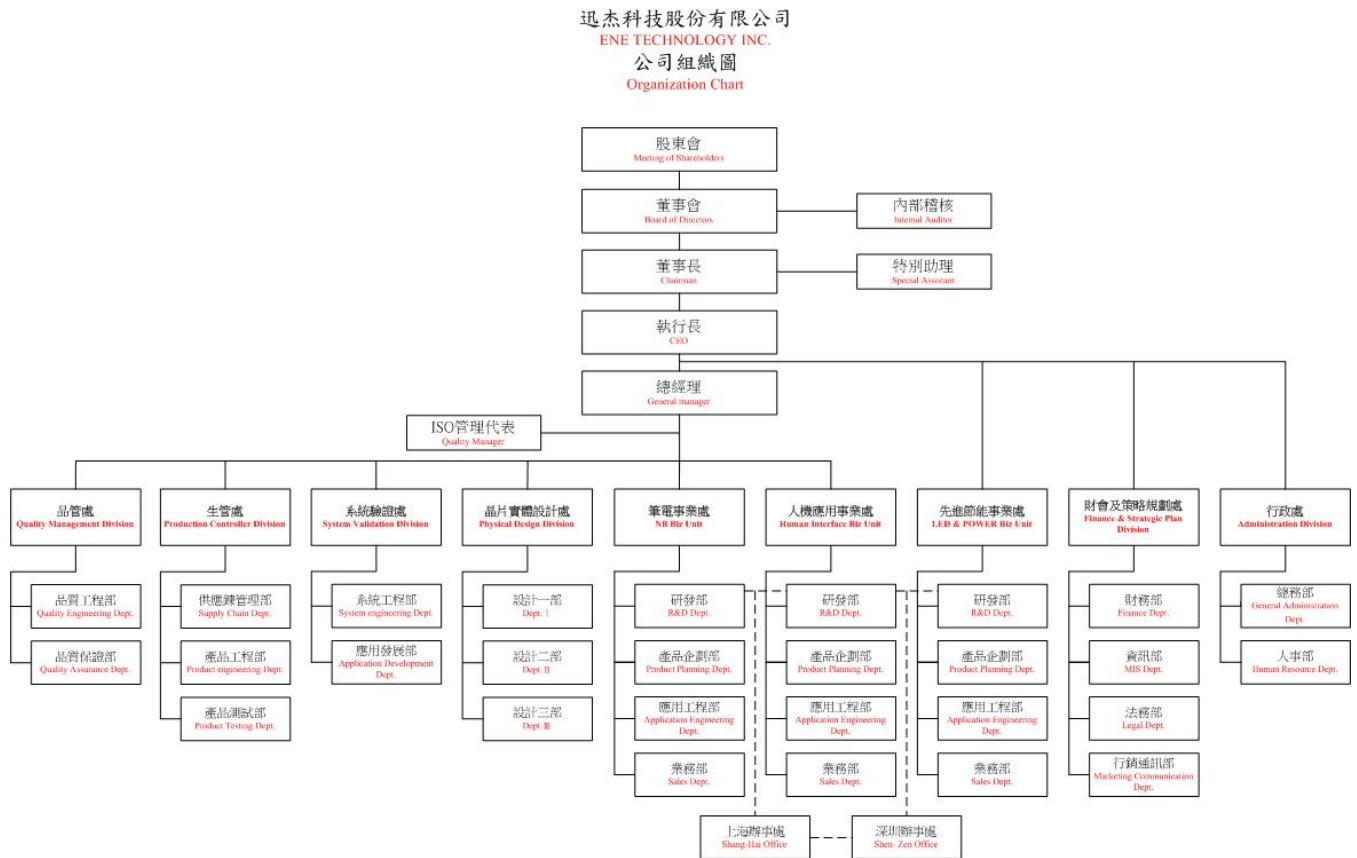 迅杰科技股份有限公司
ENE TECHNOLOGY INC.
公司組織圖
Organization Chart
股東會
Meeting of Shareholders
董事會
Board of Directors
內部稽核
Internal Auditor
董事長
Chairman
特別助理
Special Assistant
執行長
CEO
總經理
General manager
ISO管理代表
Quality Manager
品管處
Quality Management Division
生管處
Production Controller Division
系統驗證處
System Validation Division
晶片實體設計處
Physical Design Division
筆電事業處
NB Biz Unit
人機應用事業處
Human Interface Biz Unit
先進節能事業處
LED & POWER Biz Unit
財會及策略規劃處
Finance & Strategic Plan
Division
行政處
Administration Division
品質工程部
Quality Engineering Dept.
供應鍊管理部
Supply Chain Dept.
系統工程部
System engineering Dept.
設計一部
Dept. I
研發部
R&D Dept.
研發部
R&D Dept.
研發部
R&D Dept.
財務部
Finance Dept.
總務部
General Administration
Dept.
品質保證部
Quality Assurance Dept.
產品工程部
Product engineering Dept.
應用發展部
Application Development
Dept.
設計二部
Dept. II
產品企劃部
Product Planning Dept.
產品企劃部
Product Planning Dept.
產品企劃部
Product Planning Dept.
資訊部
MIS Dept.
人事部
Human Resource Dept.
產品測試部
Product Testing Dept.
設計三部
Dept. III
應用工程部
Application Engineering
Dept.
應用工程部
Application Engineering
Dept.
應用工程部
Application Engineering
Dept.
法務部
Legal Dept.
業務部
Sales Dept.
業務部
Sales Dept.
業務部
Sales Dept.
行銷通訊部
Marketing Communication
Dept.
上海辦事處
Shang-Hai Office
深圳辦事處
Shen- Zen Office